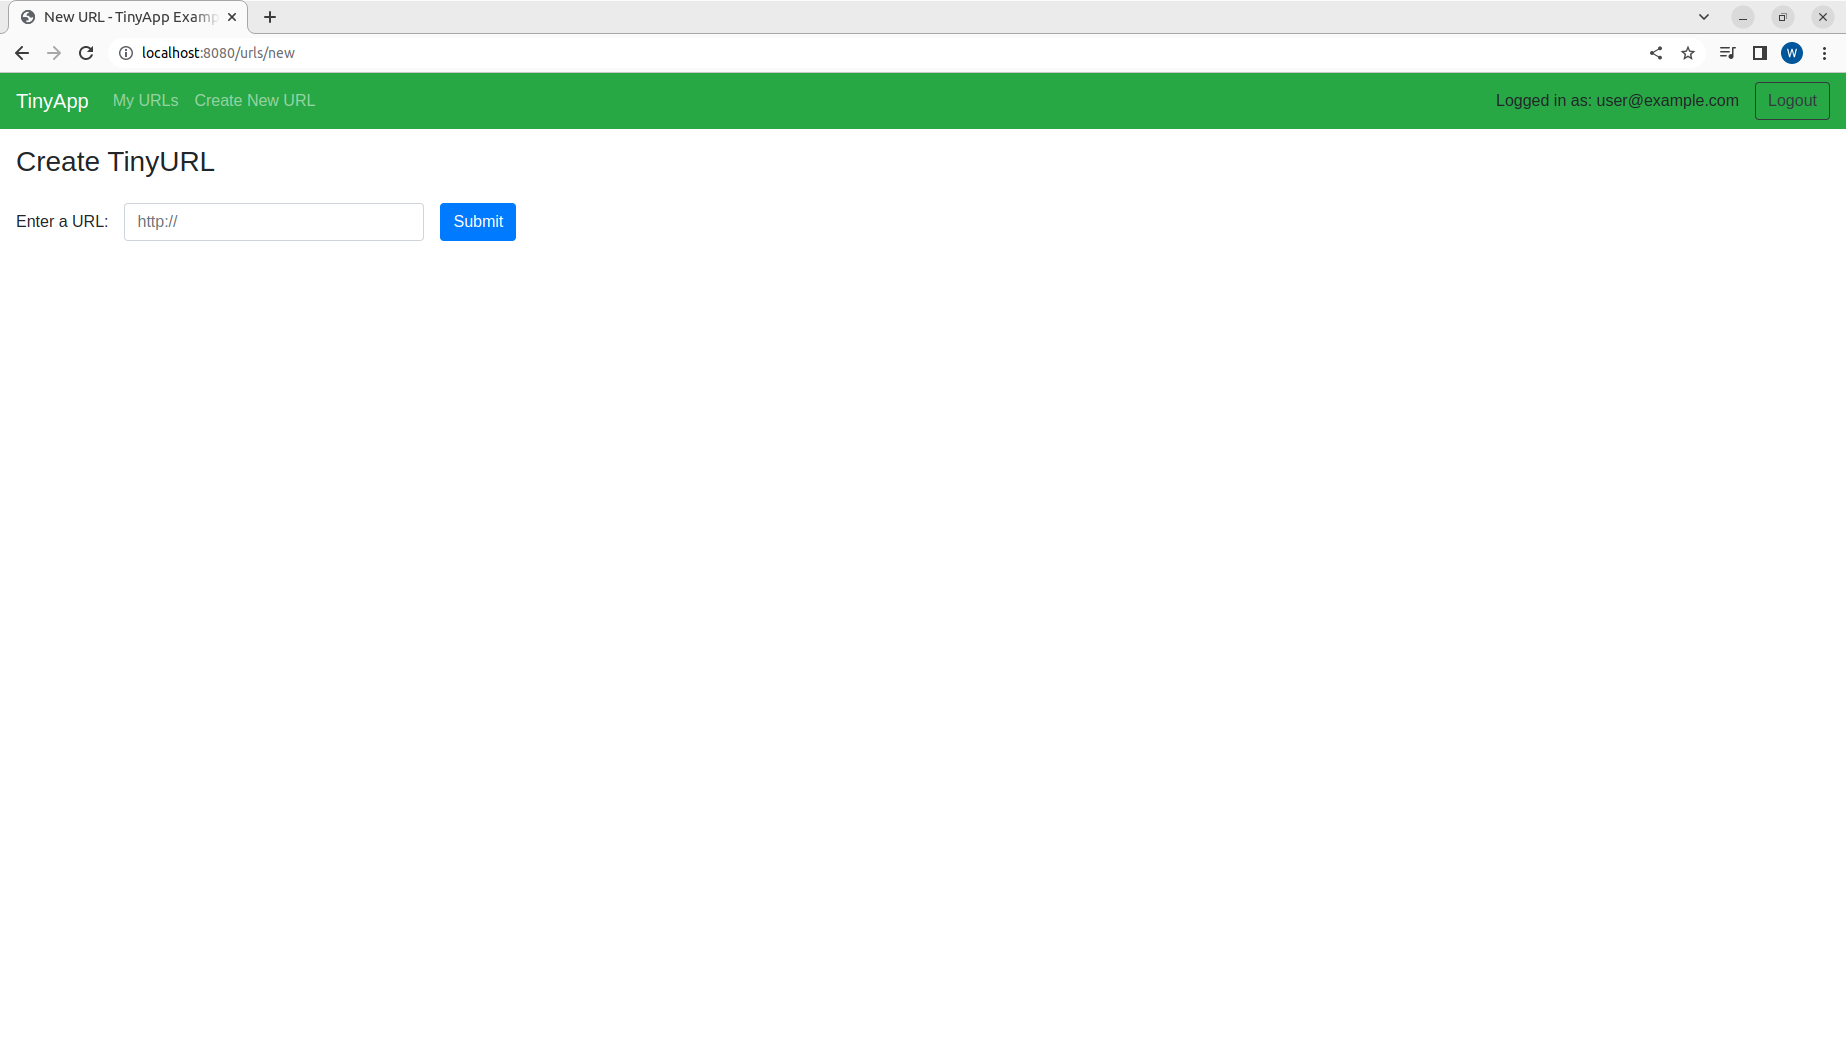 New URL - TinyApp Examp
localhost:8080/urls/new
W
TinyApp My URLs Create New URL Logged in as: user@example.com Logout
Create TinyURL
Enter a URL: http:// Submit